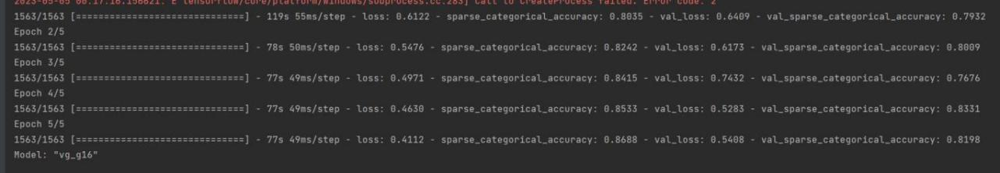 2023-05-05 00:17:16.156621: E tensorflow/core/platform/windows/subprocess.cc:283] Call to CreateProcess failed. Error code: 2
1563/1563 [==============================] - 119s 55ms/step - loss: 0.6122 - sparse_categorical_accuracy: 0.8035 - val_loss: 0.6409 - val_sparse_categorical_accuracy: 0.7932
Epoch 2/5
1563/1563 [==============================] - 78s 50ms/step - loss: 0.5476 - sparse_categorical_accuracy: 0.8242 - val_loss: 0.6173 - val_sparse_categorical_accuracy: 0.8009
Epoch 3/5
1563/1563 [==============================] - 77s 49ms/step - loss: 0.4971 - sparse_categorical_accuracy: 0.8415 - val_loss: 0.7432 - val_sparse_categorical_accuracy: 0.7676
Epoch 4/5
1563/1563 [==============================] - 77s 49ms/step - loss: 0.4630 - sparse_categorical_accuracy: 0.8533 - val_loss: 0.5283 - val_sparse_categorical_accuracy: 0.8331
Epoch 5/5
1563/1563 [==============================] - 77s 49ms/step - loss: 0.4112 - sparse_categorical_accuracy: 0.8688 - val_loss: 0.5408 - val_sparse_categorical_accuracy: 0.8198
Model: "vg_g16"